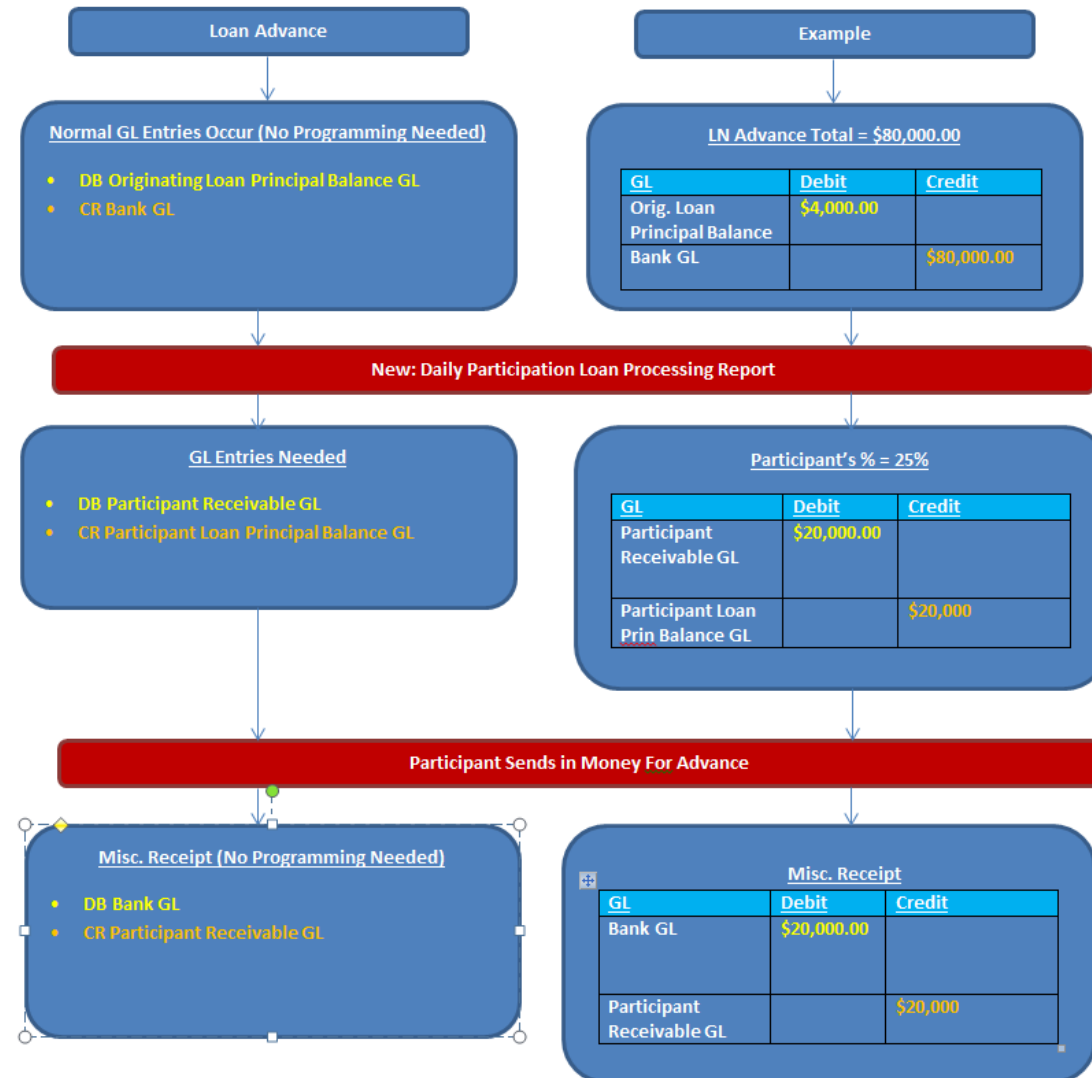 Loan Advance
Normal GL Entries Occur (No Programming Needed)
• DB Originating Loan Principal Balance GL
• CR Bank GL
Example
LN Advance Total = $80,000.00
GL Debit Credit
Orig. Loan $4,000.00
Principal Balance
Bank GL $80,000.00
New: Daily Participation Loan Processing Report
GL Entries Needed
• DB Participant Receivable GL
• CR Participant Loan Principal Balance GL
Participant's % = 25%
GL Debit Credit
Participant $20,000.00
Receivable GL
Participant Loan $20,000
Prin Balance GL
Participant Sends in Money For Advance
Misc. Receipt (No Programming Needed)
• DB Bank GL
• CR Participant Receivable GL
Misc. Receipt
GL Debit Credit
Bank GL $20,000.00
Participant $20,000
Receivable GL